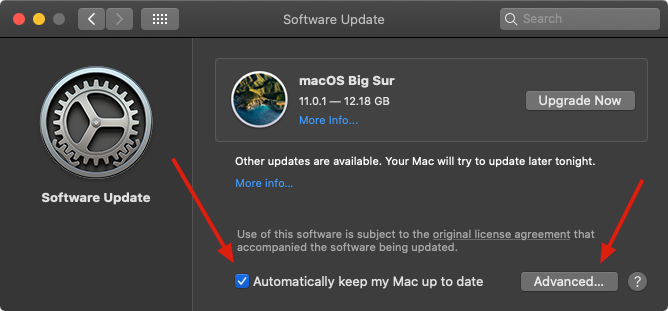 Software Update
Search
macOS Big Sur
11.0.1 — 12.18 GB
Upgrade Now
More Info...
Software Update
Other updates are available. Your Mac will try to update later tonight.
More info...
Use of this software is subject to the original license agreement that
accompanied the software being updated.
Automatically keep my Mac up to date
Advanced...
?